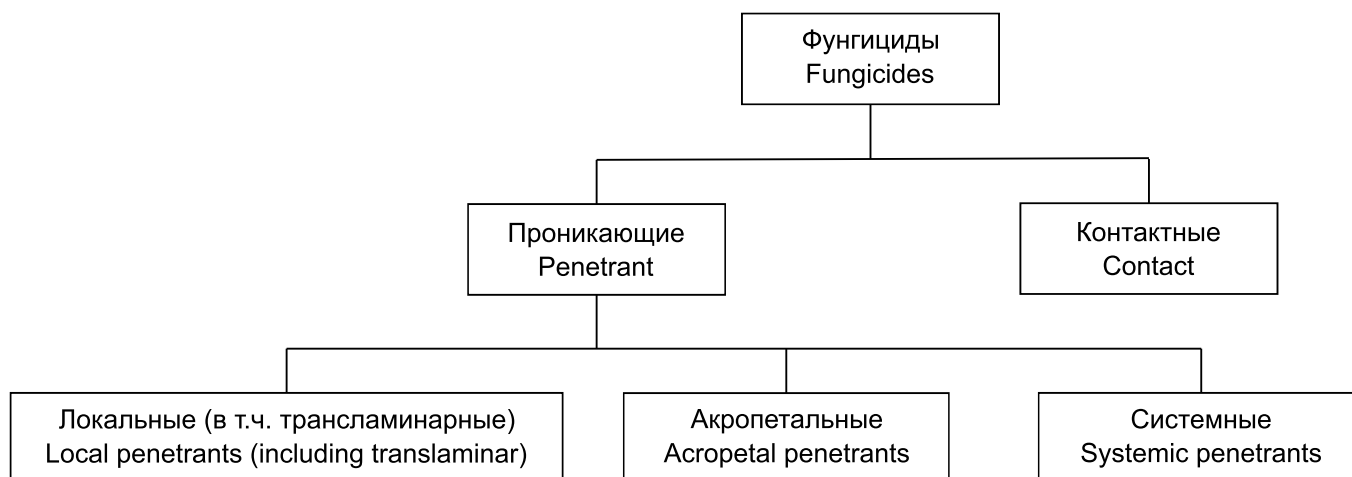 Фунгициды
Fungicides
Проникающие
Penetrant
Контактные
Contact
Локальные (в т.ч. трансламинарные)
Local penetrants (including translaminar)
Акропетальные
Acropetal penetrants
Системные
Systemic penetrants